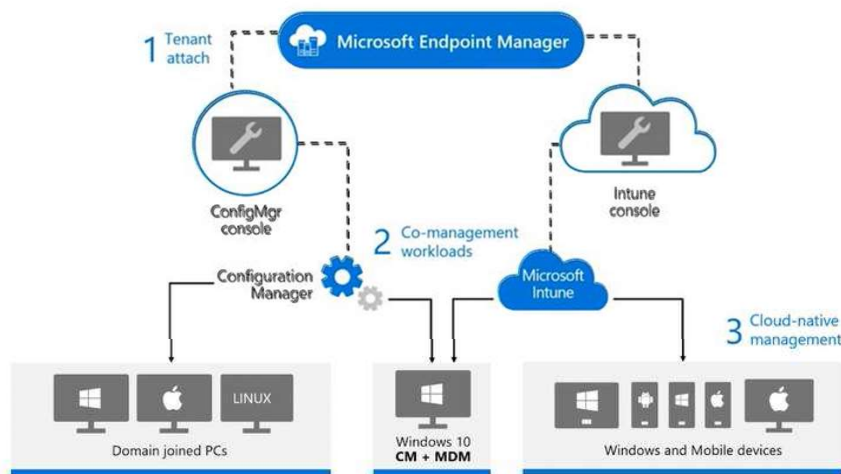 1 Tenant
attach
Microsoft Endpoint Manager
ConfigMgr
console
Intune
console
2 Co-management
workloads
Configuration
Manager
Microsoft
Intune
3 Cloud-native
management
LINUX
Domain joined PCs
Windows 10
CM + MDM
Windows and Mobile devices